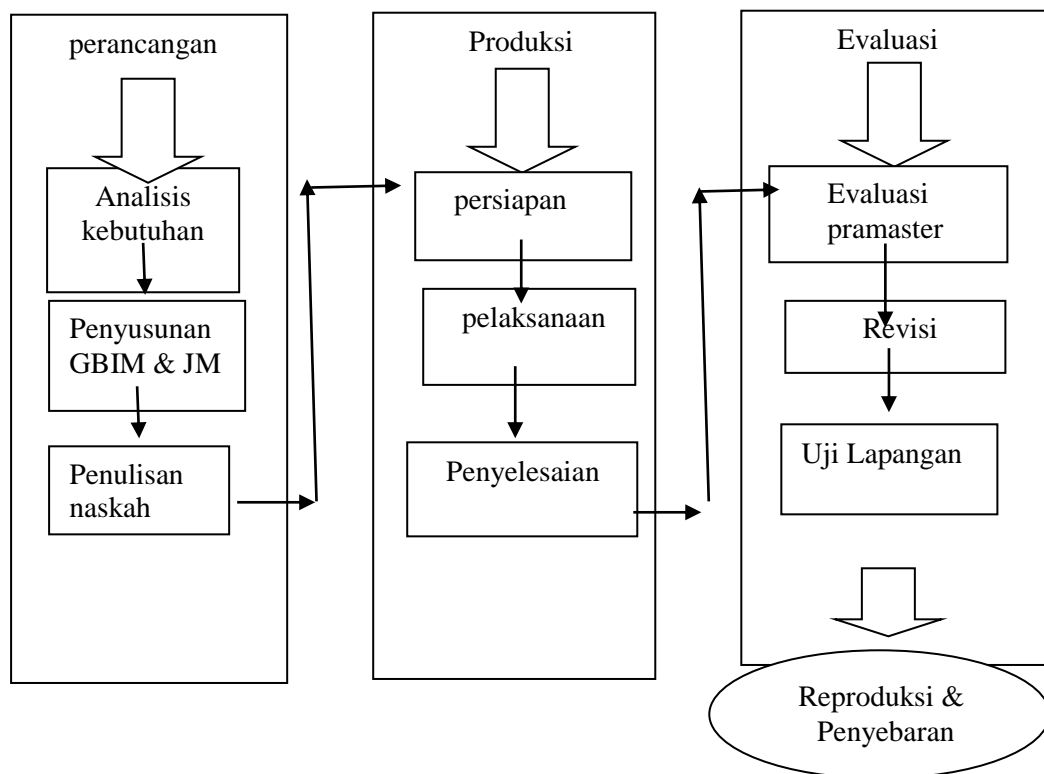 perancangan
Analisis
kebutuhan
Penyusunan
GBIM & JM
Penulisan
naskah
Produksi
persiapan
pelaksanaan
Penyelesaian
Evaluasi
Evaluasi
pramaster
Revisi
Uji Lapangan
Reproduksi &
Penyebaran